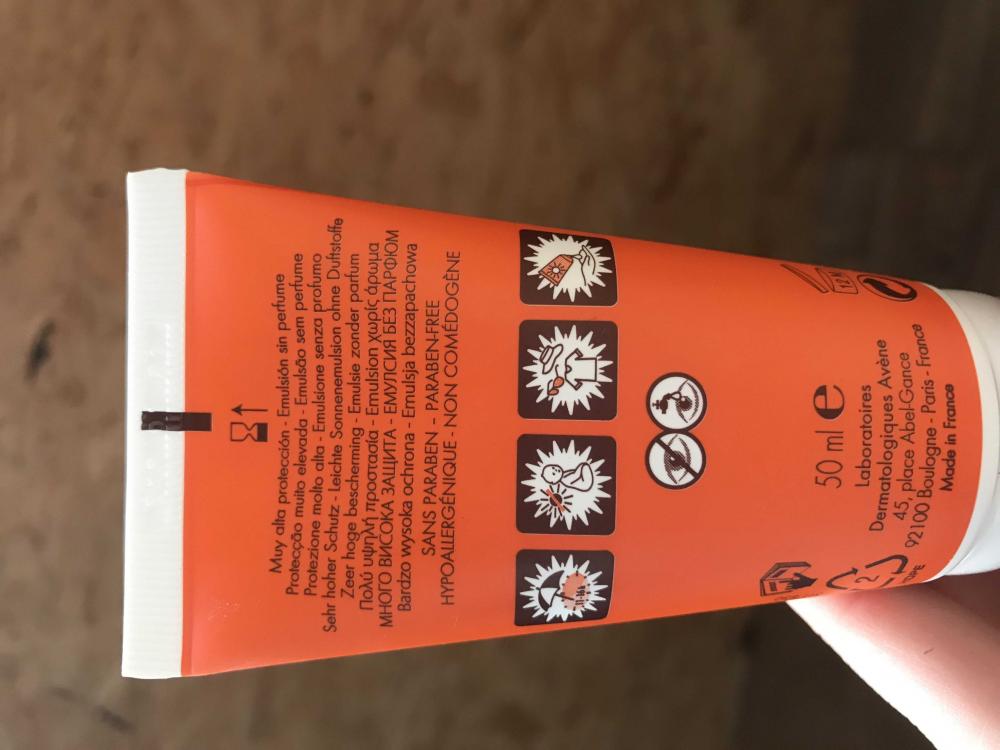 Muy alta protección - Emulsión sin perfume
Protecção muito elevada - Emulsão sem perfume
Protezione molto alta - Emulsione senza profumo
Sehr hoher Schutz - Leichte Sonnenemulsion ohne Duftstoffe
Zeer hoge bescherming - Emulsie zonder parfum
Πολύ υψηλή προστασία - Emulsion χωρίς άρωμα
МНОГО ВИСОКА ЗАЩИТА - ЕМУЛСИЯ БЕЗ ПАРФЮМ
Bardzo wysoka ochrona - Emulsja bezzapachowa
SANS PARABEN - PARABEN-FREE
HYPOALLERGÉNIQUE - NON COMÉDOGÈNE
12 M
50 ml e
Laboratoires
Dermatologiques Avène
45, place Abel-Gance
92100 Boulogne - Paris - France
Made in France
2